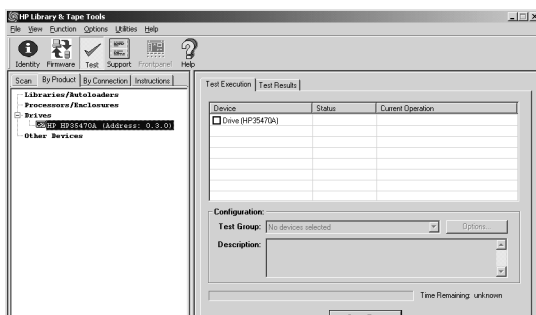 HP Library & Tape Tools
File View Function Options Utilities Help
Identity Firmware Test Support Frontpanel Help
Scan By Product By Connection Instructions
Libraries/Autoloaders
Processors/Enclosures
Drives
HP HP35470A (Address: 0.3.0)
Other Devices
Test Execution Test Results
Device Status Current Operation
Drive (HP35470A)
Configuration:
Test Group: No devices selected Options...
Description:
Time Remaining: unknown